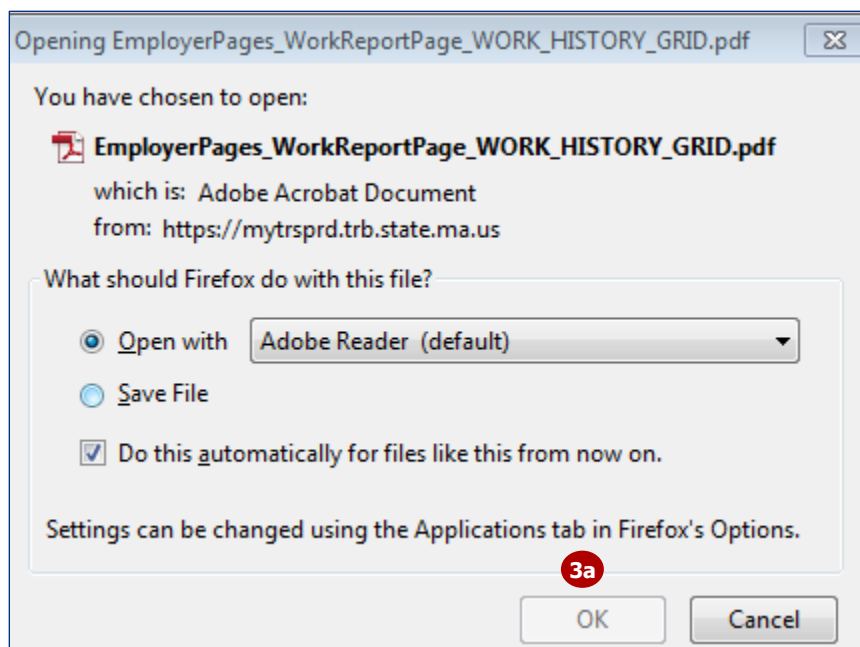 Opening EmployerPages_WorkReportPage_WORK_HISTORY_GRID.pdf
You have chosen to open:
EmployerPages_WorkReportPage_WORK_HISTORY_GRID.pdf
which is: Adobe Acrobat Document
from: https://mytrsprd.trb.state.ma.us
What should Firefox do with this file?
Open with Adobe Reader (default)
Save File
Do this automatically for files like this from now on.
Settings can be changed using the Applications tab in Firefox's Options.
3a
OK Cancel